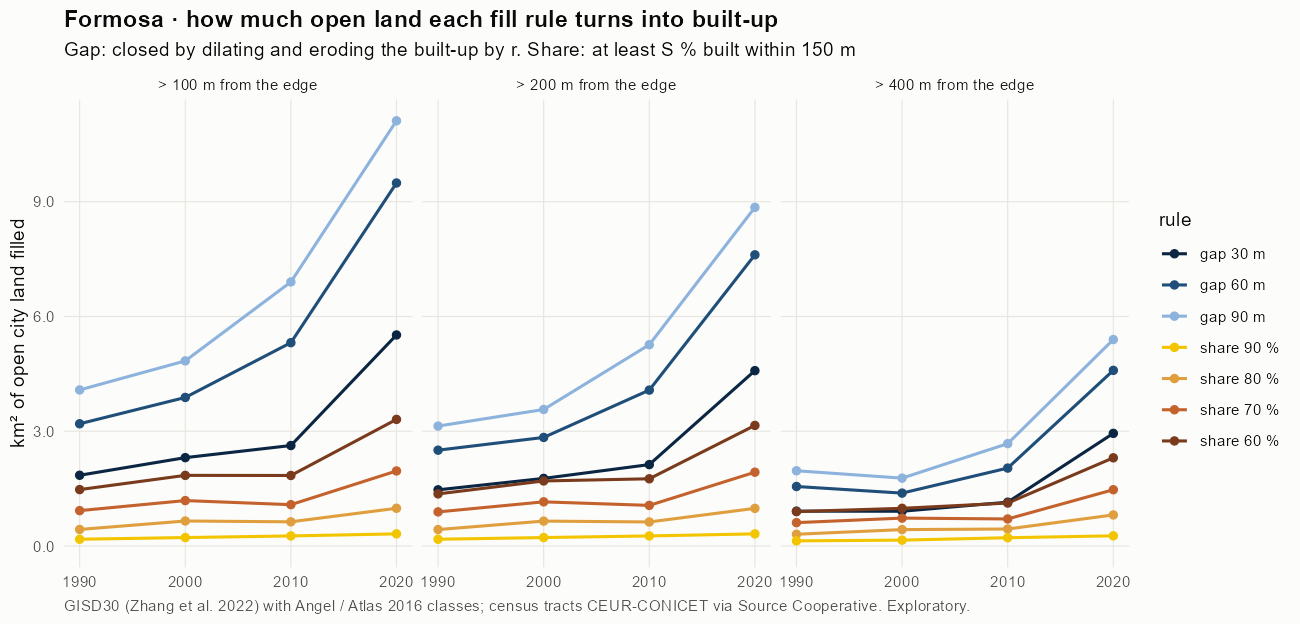 Formosa · how much open land each fill rule turns into built-up
Gap: closed by dilating and eroding the built-up by r. Share: at least S % built within 150 m
> 100 m from the edge
> 200 m from the edge
> 400 m from the edge
km² of open city land filled
9.0
6.0
3.0
0.0
1990 2000 2010 2020
1990 2000 2010 2020
1990 2000 2010 2020
rule
gap 30 m
gap 60 m
gap 90 m
share 90 %
share 80 %
share 70 %
share 60 %
GISD30 (Zhang et al. 2022) with Angel / Atlas 2016 classes; census tracts CEUR-CONICET via Source Cooperative. Exploratory.